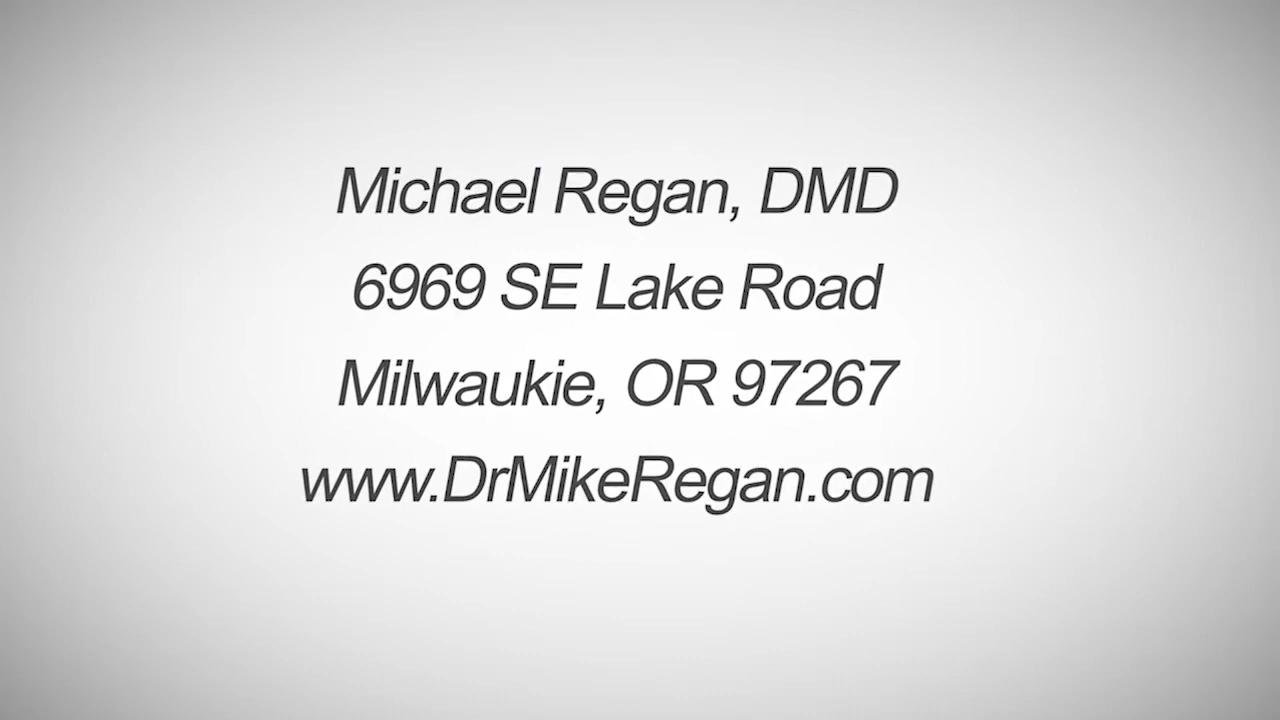 Michael Regan, DMD
6969 SE Lake Road
Milwaukie, OR 97267
www.DrMikeRegan.com